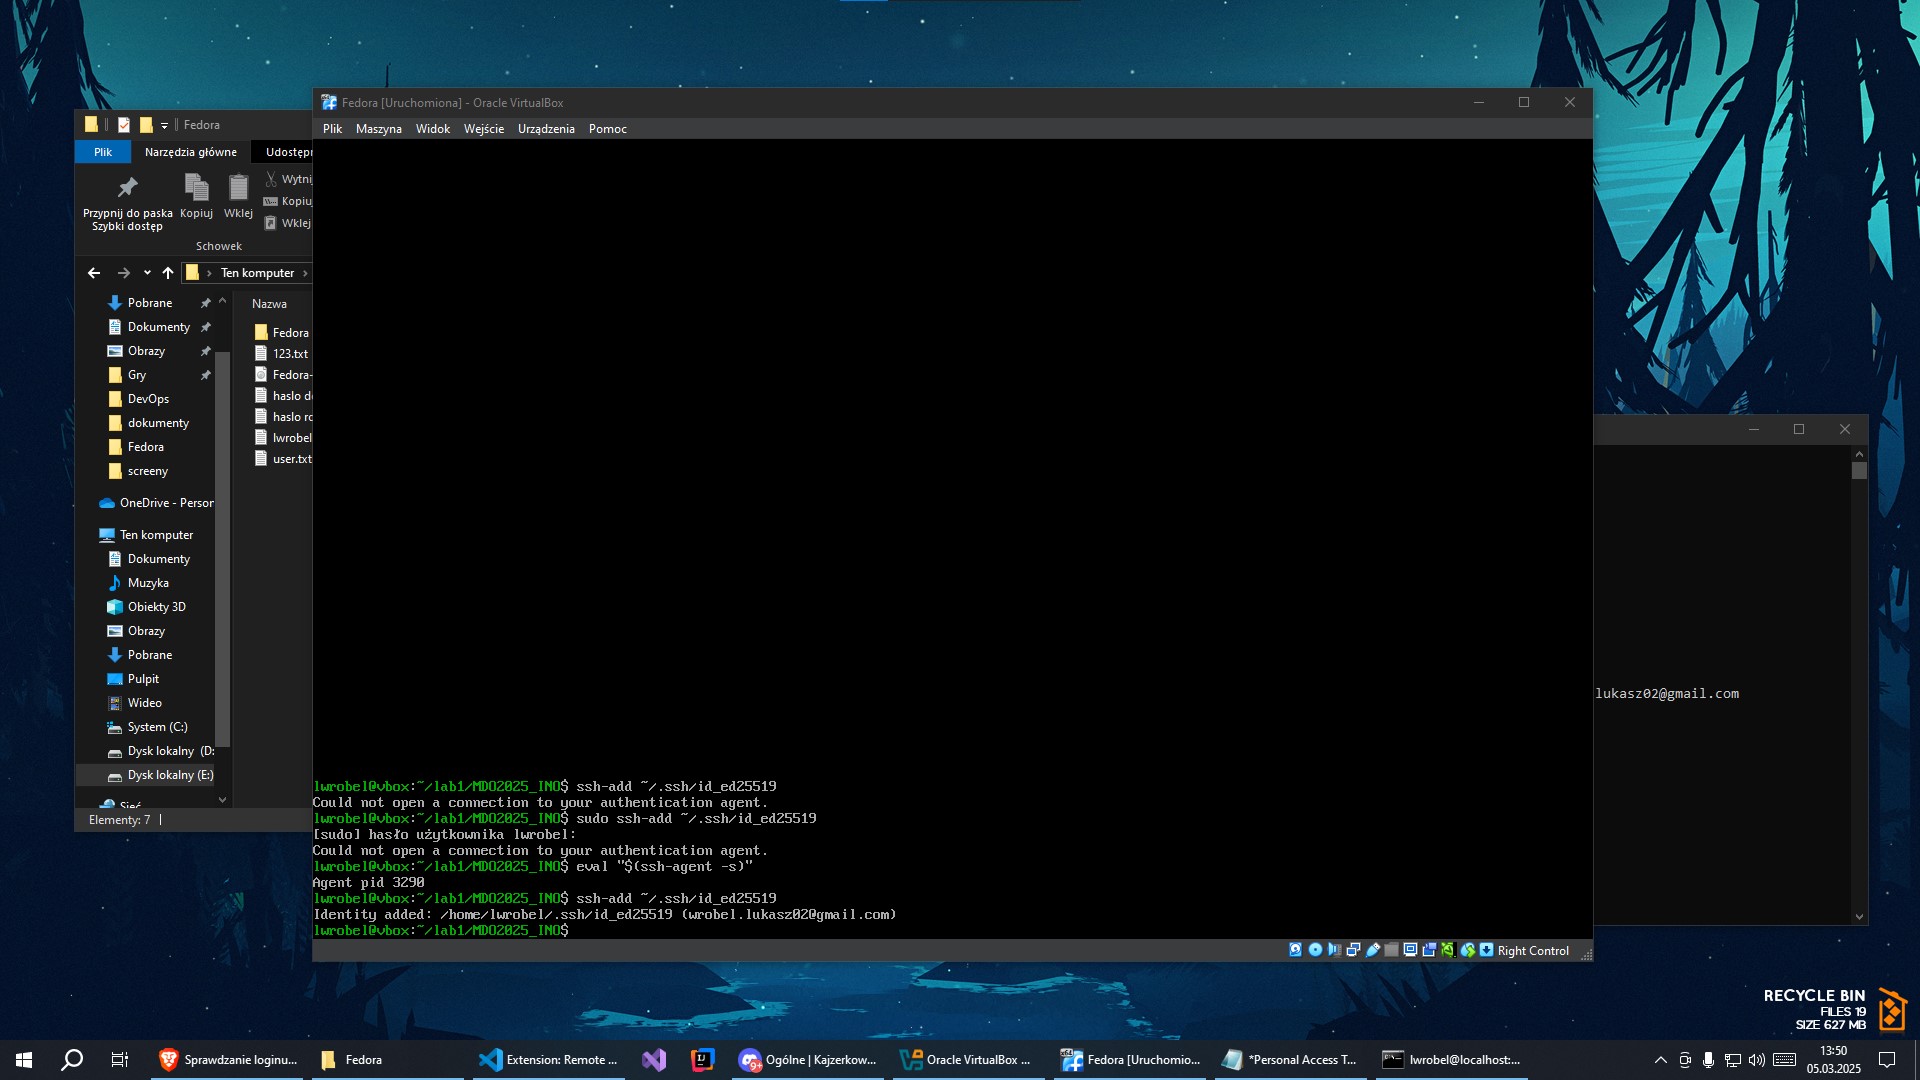 Fedora [Uruchomiona] - Oracle VirtualBox
Plik Maszyna Widok Wejście Urządzenia Pomoc
Fedora
Plik Narzędzia główne Udostępn
Przypnij do paska
Szybki dostęp
Kopiuj
Wklej
Wytnij
Kopiuj
Wklej
Schowek
Ten komputer
Nazwa
Pobrane
Dokumenty
Obrazy
Gry
DevOps
dokumenty
Fedora
screeny
OneDrive - Person
Ten komputer
Dokumenty
Muzyka
Obiekty 3D
Obrazy
Pobrane
Pulpit
Wideo
System (C:)
Dysk lokalny (D:
Dysk lokalny (E:)
Sieć
Fedora
123.txt
Fedora-
haslo d
haslo ro
lwrobel
user.txt
Elementy: 7
lukasz02@gmail.com
lwrobel@vbox:~/lab1/MDO2025_INO$ ssh-add ~/.ssh/id_ed25519
Could not open a connection to your authentication agent.
lwrobel@vbox:~/lab1/MDO2025_INO$ sudo ssh-add ~/.ssh/id_ed25519
[sudo] hasło użytkownika lwrobel:
Could not open a connection to your authentication agent.
lwrobel@vbox:~/lab1/MDO2025_INO$ eval "$(ssh-agent -s)"
Agent pid 3290
lwrobel@vbox:~/lab1/MDO2025_INO$ ssh-add ~/.ssh/id_ed25519
Identity added: /home/lwrobel/.ssh/id_ed25519 (wrobel.lukasz02@gmail.com)
lwrobel@vbox:~/lab1/MDO2025_INO$
Right Control
RECYCLE BIN
FILES 19
SIZE 627 MB
Sprawdzanie loginu...
Fedora
Extension: Remote ...
Ogólne | Kajzerkow...
Oracle VirtualBox ...
Fedora [Uruchomio...
*Personal Access T...
lwrobel@localhost:...
13:50
05.03.2025